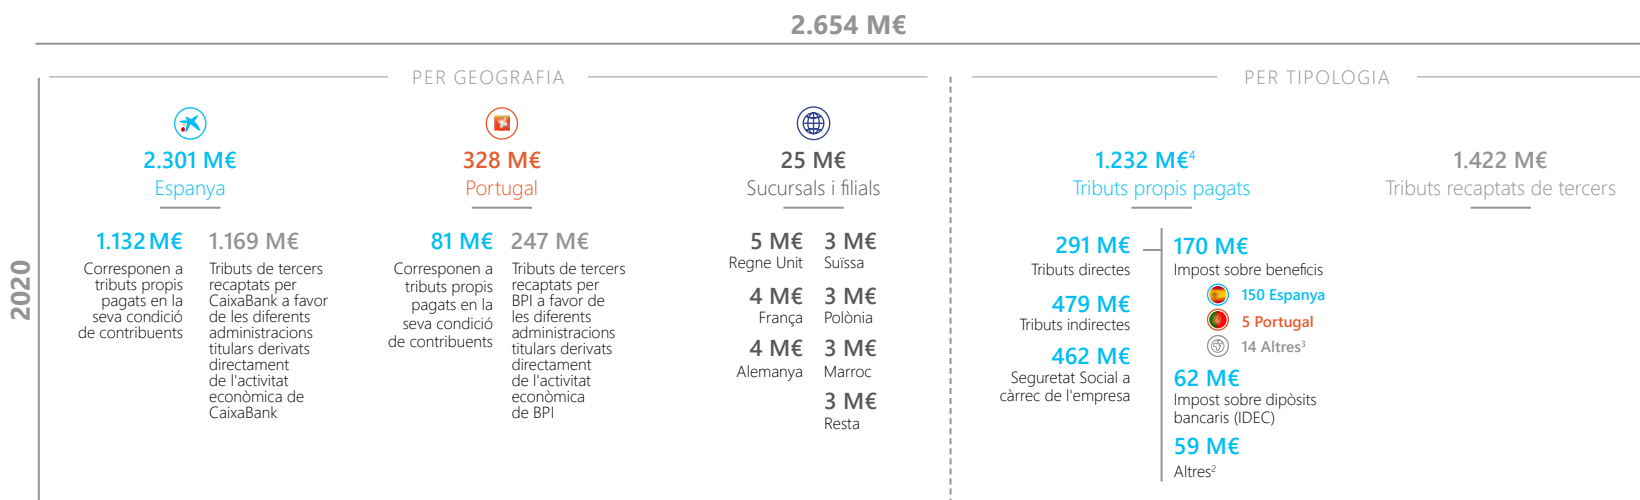 2.654 M€
2020
PER GEOGRAFIA
2.301 M€
Espanya
1.132 M€
Corresponen a
tributs propis
pagats en la
seva condició
de contribuents
1.169 M€
Tributs de tercers
recaptats per
CaixaBank a favor
de les diferents
administracions
titulars derivats
directament
de l'activitat
econòmica de
CaixaBank
328 M€
Portugal
81 M€
Corresponen a
tributs propis
pagats en la
seva condició
de contribuents
247 M€
Tributs de tercers
recaptats per
BPI a favor de
les diferents
administracions
titulars derivats
directament
de l'activitat
econòmica
de BPI
25 M€
Sucursals i filials
5 M€
Regne Unit
3 M€
Suïssa
4 M€
França
3 M€
Polònia
4 M€
Alemanya
3 M€
Marroc
3 M€
Resta
PER TIPOLOGIA
1.232 M€⁴
Tributs propis pagats
291 M€
Tributs directes
479 M€
Tributs indirectes
462 M€
Seguretat Social a
càrrec de l'empresa
170 M€
Impost sobre beneficis
150 Espanya
5 Portugal
14 Altres³
62 M€
Impost sobre dipòsits
bancaris (IDEC)
59 M€
Altres²
1.422 M€
Tributs recaptats de tercers